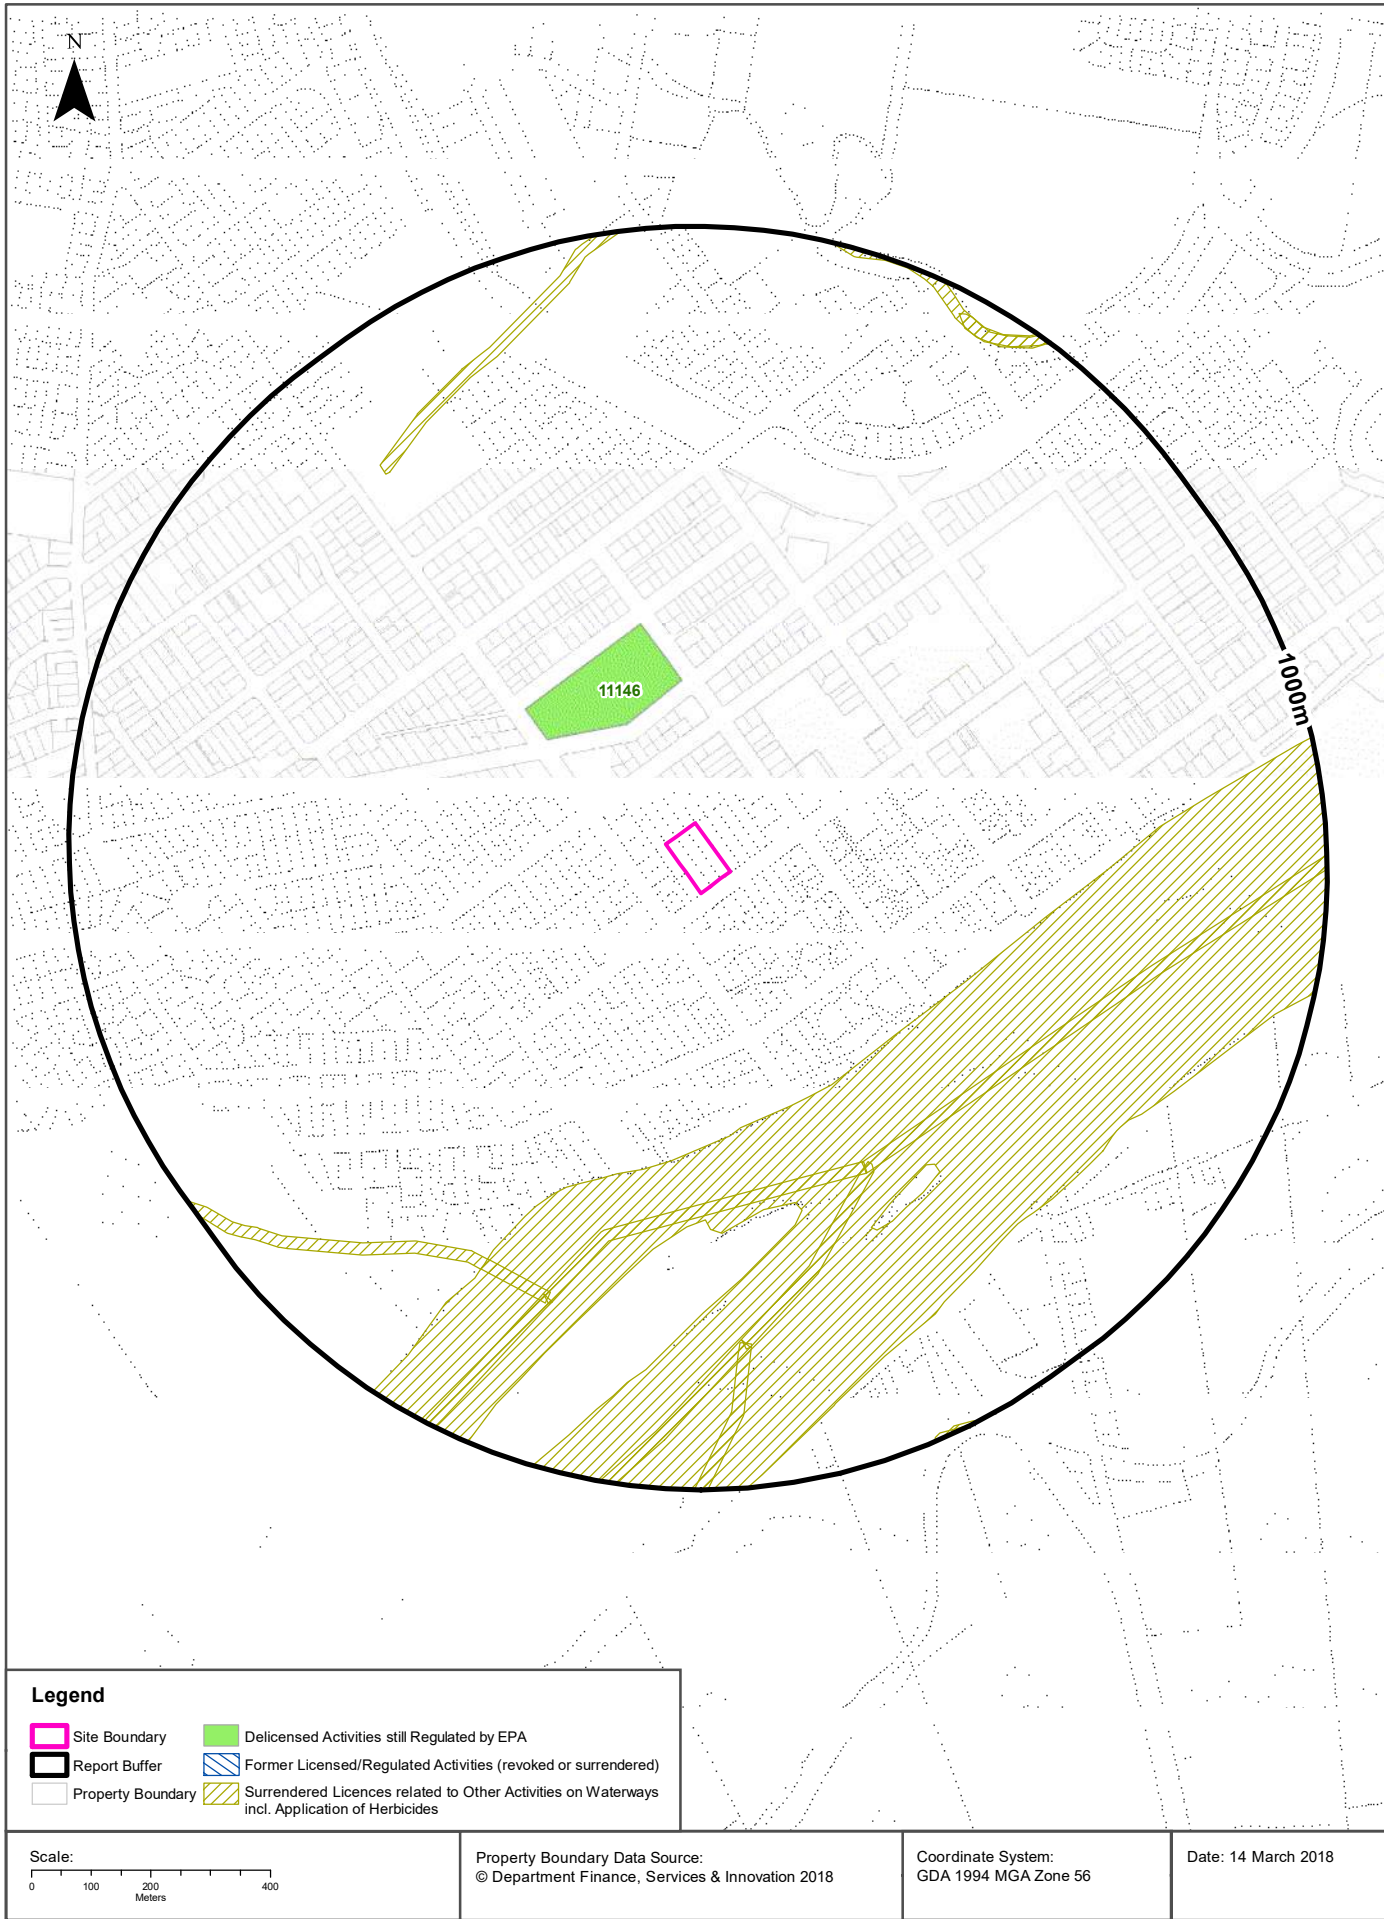 N
11146
1000m
Legend
Site Boundary
Delicensed Activities still Regulated by EPA
Report Buffer
Former Licensed/Regulated Activities (revoked or surrendered)
Property Boundary
Surrendered Licences related to Other Activities on Waterways
incl. Application of Herbicides
Scale:
0 100 200 400
Meters
Property Boundary Data Source:
© Department Finance, Services & Innovation 2018
Coordinate System:
GDA 1994 MGA Zone 56
Date: 14 March 2018